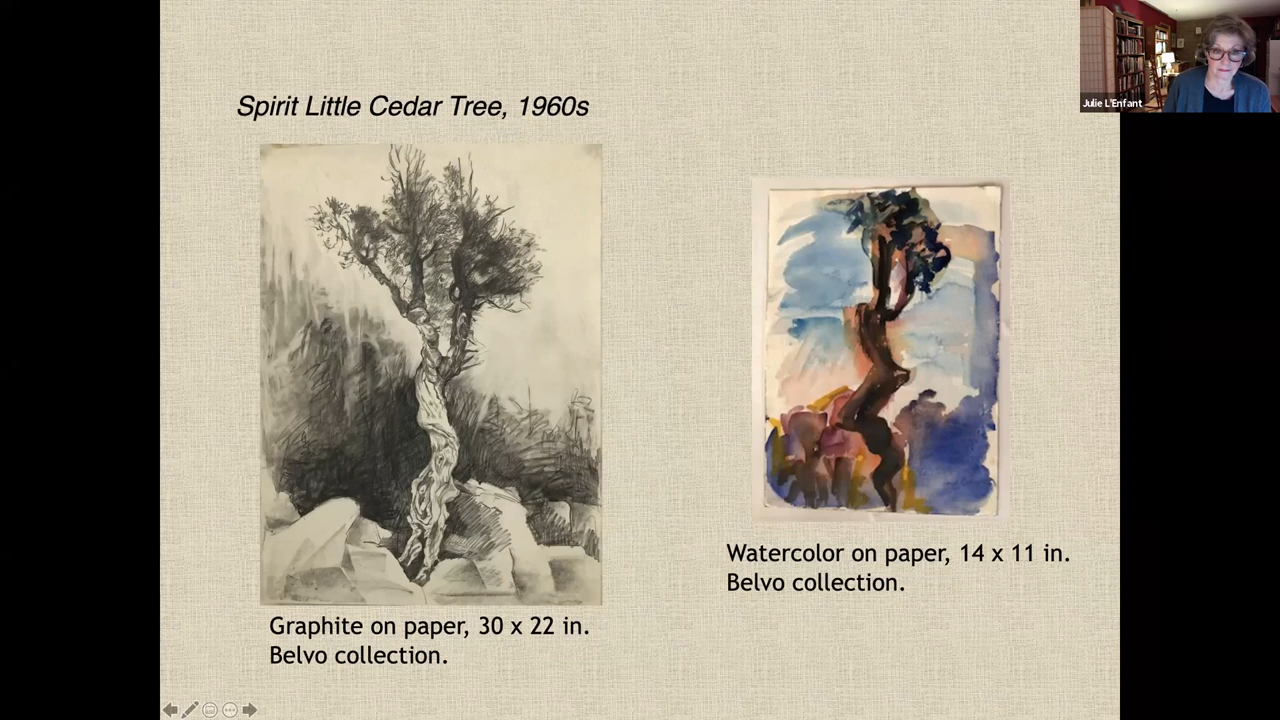 Julie L'Enfant
Spirit Little Cedar Tree, 1960s
Watercolor on paper, 14 x 11 in.
Belvo collection.
Graphite on paper, 30 x 22 in.
Belvo collection.